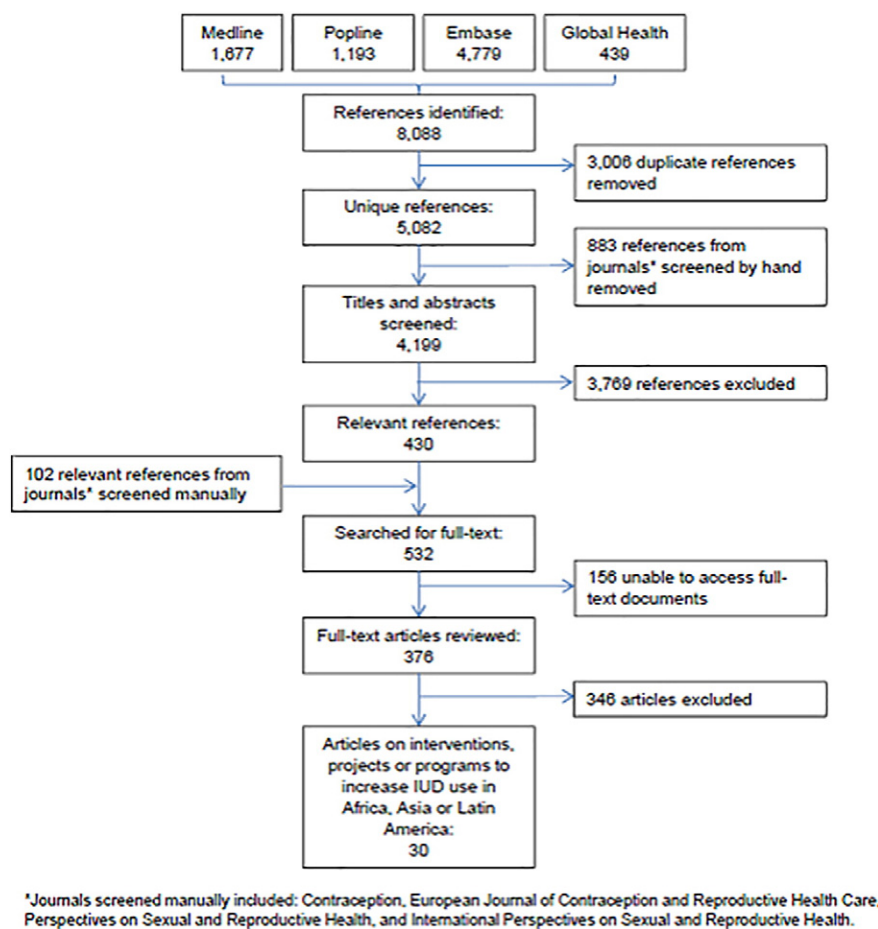 Medline
1,677
Popline
1,193
Embase
4,779
Global Health
439
References identified:
8,088
3,006 duplicate references
removed
Unique references:
5,082
883 references from
journals* screened by hand
removed
Titles and abstracts
screened:
4,199
3,769 references excluded
Relevant references:
430
102 relevant references from
journals* screened manually
Searched for full-text:
532
156 unable to access full-
text documents
Full-text articles reviewed:
376
346 articles excluded
Articles on interventions,
projects or programs to
increase IUD use in
Africa, Asia or Latin
America:
30
*Journals screened manually included: Contraception, European Journal of Contraception and Reproductive Health Care,
Perspectives on Sexual and Reproductive Health, and International Perspectives on Sexual and Reproductive Health.